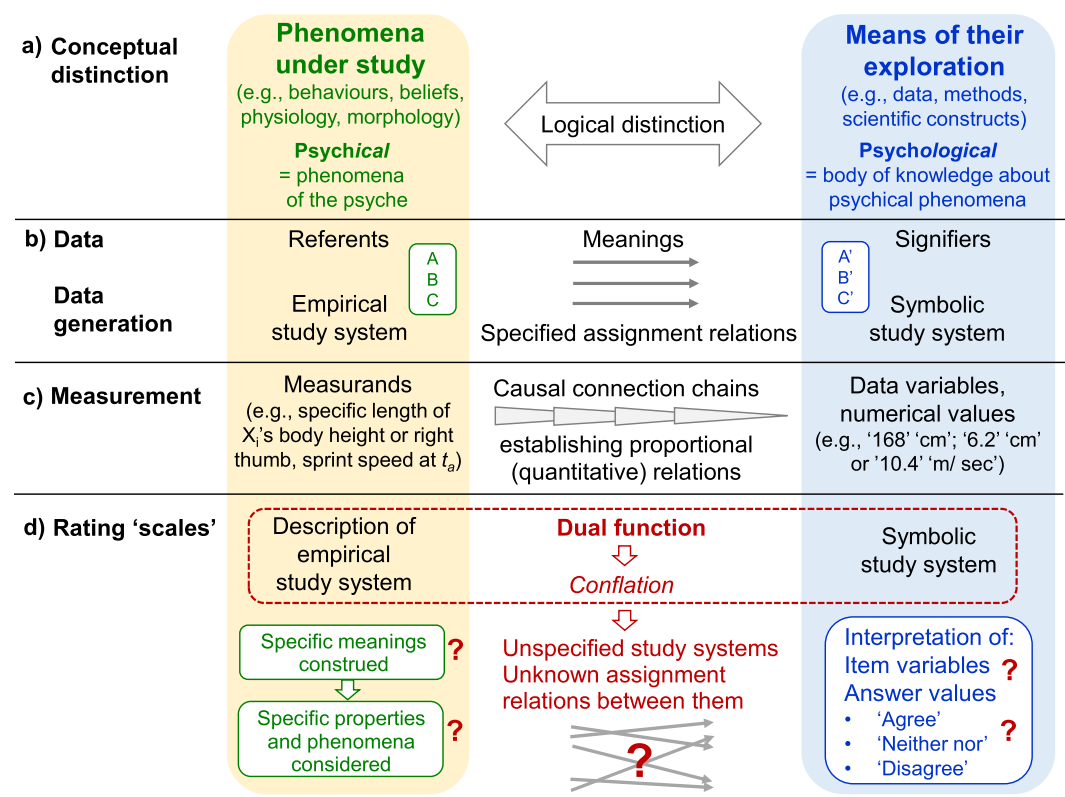 a) Conceptual
distinction
Phenomena
under study
(e.g., behaviours, beliefs,
physiology, morphology)
Psychical
= phenomena
of the psyche
Logical distinction
Means of their
exploration
(e.g., data, methods,
scientific constructs)
Psychological
= body of knowledge about
psychical phenomena
b) Data
Data
generation
Referents
A
B
C
Empirical
study system
Meanings
Specified assignment relations
Signifiers
A’
B’
C’
Symbolic
study system
c) Measurement
Measurands
(e.g., specific length of
Xi’s body height or right
thumb, sprint speed at ta)
Causal connection chains
establishing proportional
(quantitative) relations
Data variables,
numerical values
(e.g., ‘168’ ‘cm’; ‘6.2’ ‘cm’
or ’10.4’ ‘m/ sec’)
d) Rating ‘scales’
Description of
empirical
study system
Dual function
Conflation
Symbolic
study system
Specific meanings
construed
?
Specific properties
and phenomena
considered
?
Unspecified study systems
Unknown assignment
relations between them
?
Interpretation of:
Item variables ?
Answer values
• ‘Agree’
• ‘Neither nor’ ?
• ‘Disagree’